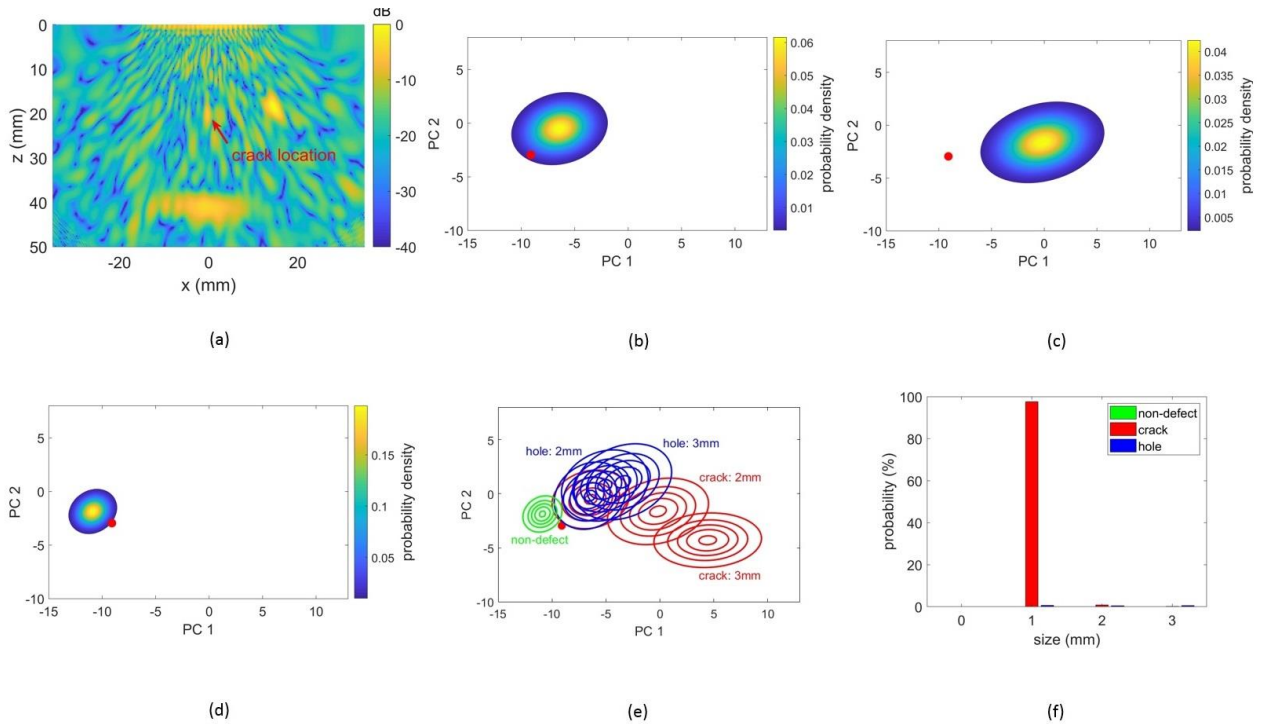 dB
0
10
20
30
40
50
z (mm)
-20
0
20
x (mm)
0
-10
-20
-30
-40
crack location
(a)
5
0
-5
-10
PC 2
-15
-10
-5
0
5
10
PC 1
0.06
0.05
0.04
0.03
0.02
0.01
probability density
(b)
5
0
-5
-10
PC 2
-15
-10
-5
0
5
10
PC 1
0.04
0.035
0.03
0.025
0.02
0.015
0.01
0.005
probability density
(c)
5
0
-5
-10
PC 2
-15
-10
-5
0
5
10
PC 1
0.15
0.1
0.05
probability density
(d)
5
0
-5
-10
PC 2
-15
-10
-5
0
5
10
PC 1
hole: 2mm
hole: 3mm
crack: 2mm
non-defect
crack: 3mm
(e)
100
80
60
40
20
0
probability (%)
0
1
2
3
size (mm)
non-defect
crack
hole
(f)